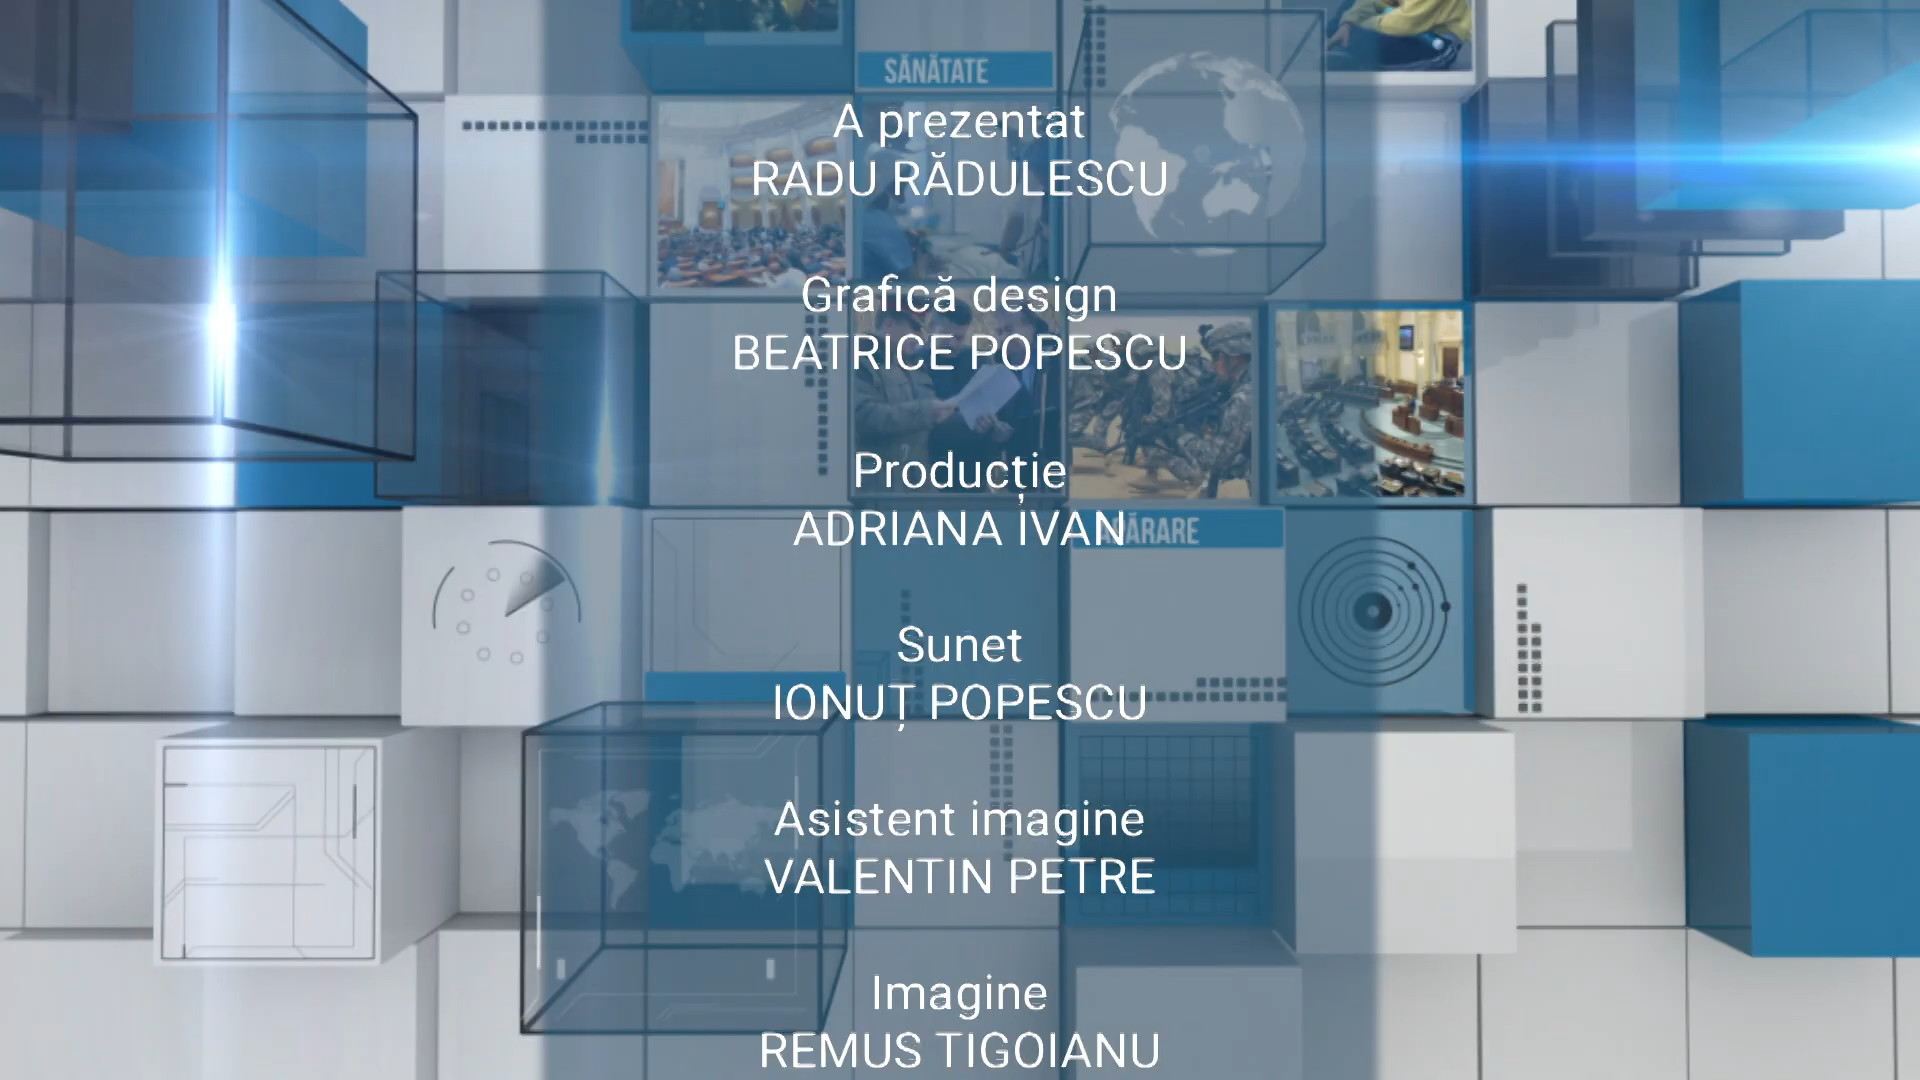 SĂNĂTATE
A prezentat
RADU RĂDULESCU
Grafică design
BEATRICE POPESCU
Producție
ADRIANA IVAN
Sunet
IONUȚ POPESCU
Asistent imagine
VALENTIN PETRE
Imagine
REMUS TIGOIANU